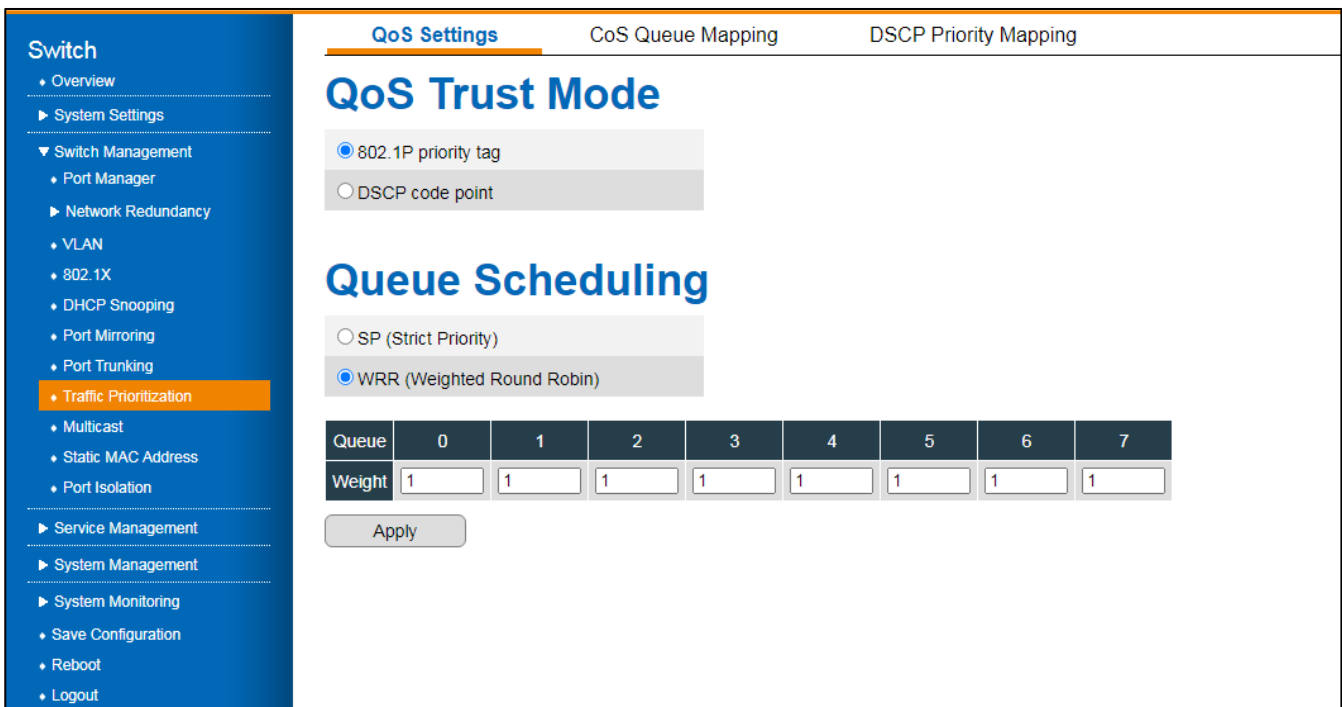 Switch
Overview
System Settings
Switch Management
Port Manager
Network Redundancy
VLAN
802.1X
DHCP Snooping
Port Mirroring
Port Trunking
Traffic Prioritization
Multicast
Static MAC Address
Port Isolation
Service Management
System Management
System Monitoring
Save Configuration
Reboot
Logout
QoS Settings CoS Queue Mapping DSCP Priority Mapping
QoS Trust Mode
802.1P priority tag
DSCP code point
Queue Scheduling
SP (Strict Priority)
WRR (Weighted Round Robin)
Queue 0 1 2 3 4 5 6 7
Weight 1 1 1 1 1 1 1 1
Apply